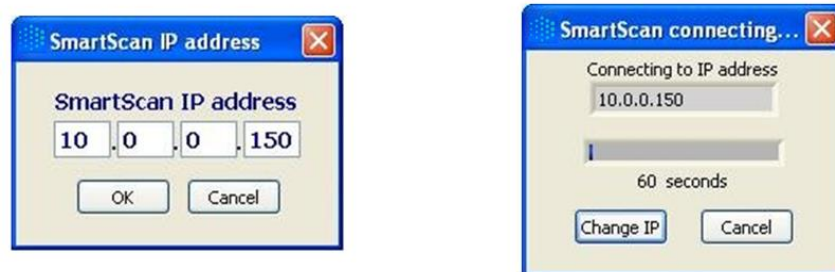 SmartScan IP address
SmartScan IP address
10 . 0 . 0 . 150
OK Cancel
SmartScan connecting...
Connecting to IP address
10.0.0.150
60 seconds
Change IP Cancel